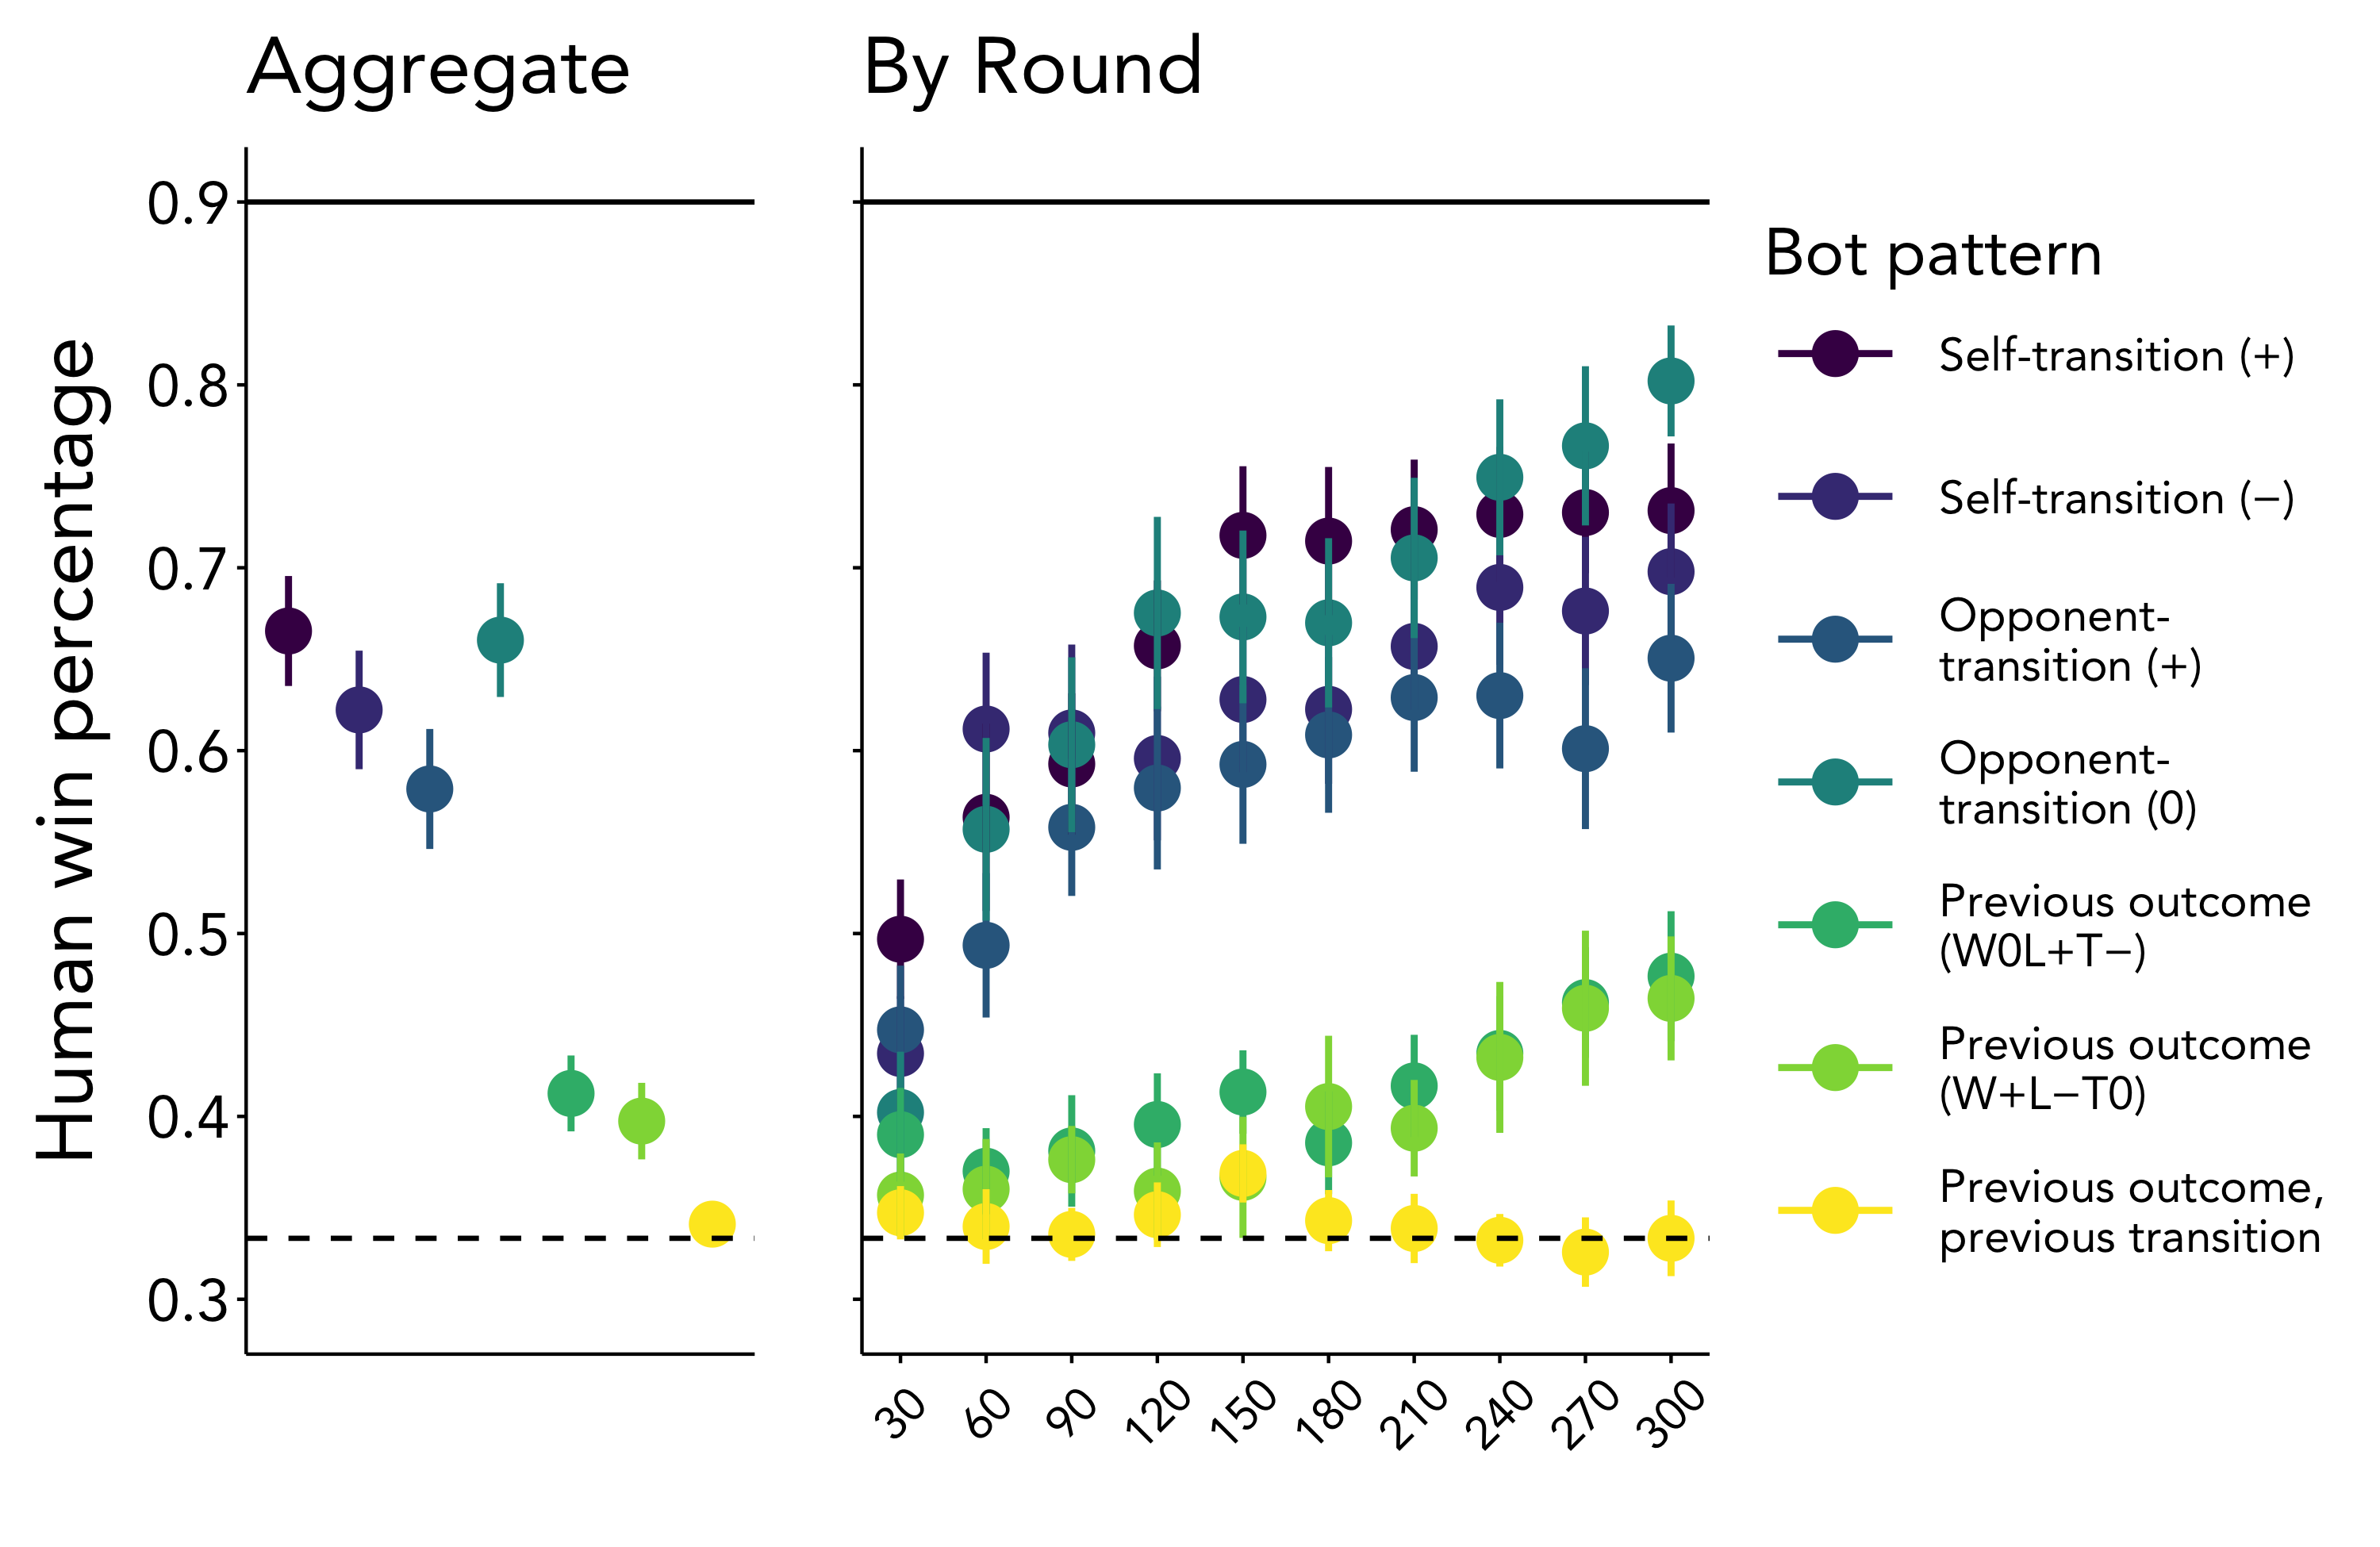 Aggregate
By Round
Human win percentage
0.9
0.8
0.7
0.6
0.5
0.4
0.3
30
60
90
120
150
180
210
240
270
300
Bot pattern
Self-transition (+)
Self-transition (−)
Opponent-
transition (+)
Opponent-
transition (0)
Previous outcome
(W0L+T−)
Previous outcome
(W+L−T0)
Previous outcome,
previous transition